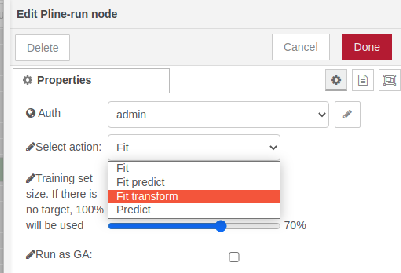 Edit Pline-run node
Delete
Cancel
Done
Properties
Auth
admin
Select action:
Fit
Fit
Fit predict
Fit transform
Predict
Training set
size. If there is
no target, 100%
will be used
70%
Run as GA: